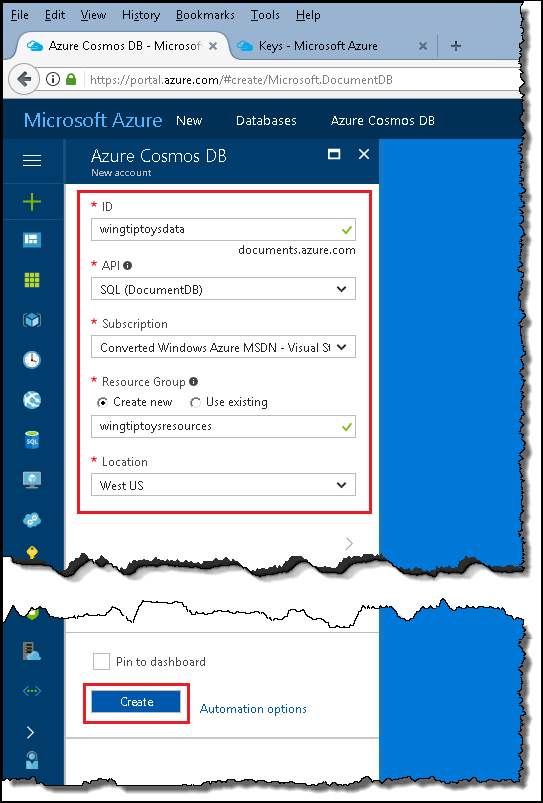 File Edit View History Bookmarks Tools Help
Azure Cosmos DB - Microsof
Keys - Microsoft Azure
https://portal.azure.com/#create/Microsoft.DocumentDB
Microsoft Azure New Databases Azure Cosmos DB
Azure Cosmos DB
New account
* ID
wingtiptoysdata
documents.azure.com
* API
SQL (DocumentDB)
* Subscription
Converted Windows Azure MSDN - Visual St
* Resource Group
Create new Use existing
wingtiptoysresources
* Location
West US
SQL
Pin to dashboard
Create Automation options